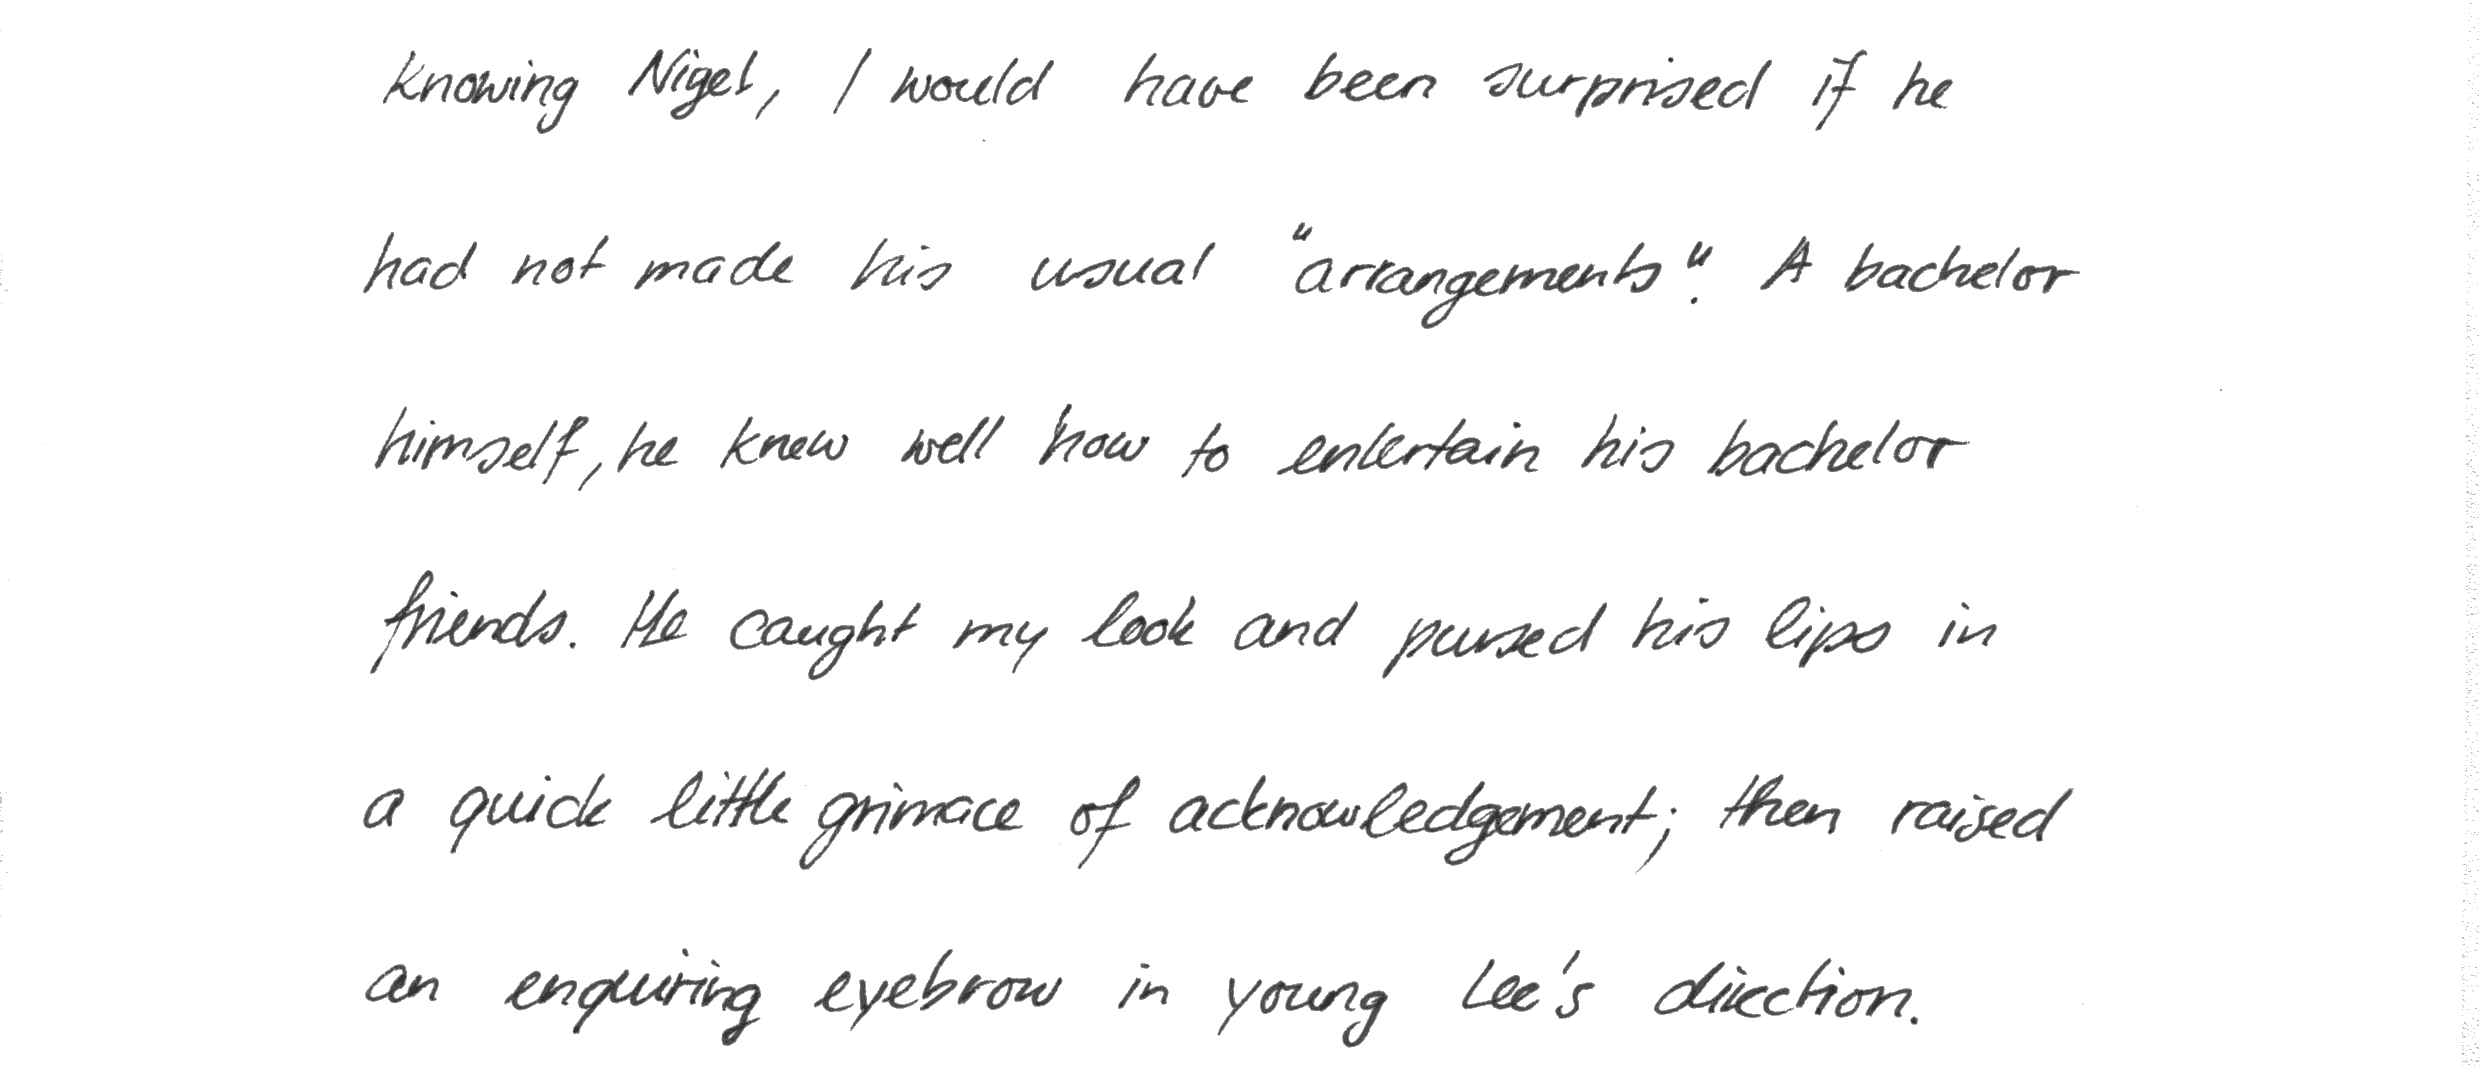 Knowing Nigel, I would have been surprised if he
had not made his usual "arrangements". A bachelor
himself, he knew well how to entertain his bachelor
friends. He caught my look and pursed his lips in
a quick little grimace of acknowledgement; then raised
an enquiring eyebrow in young Lee's direction.